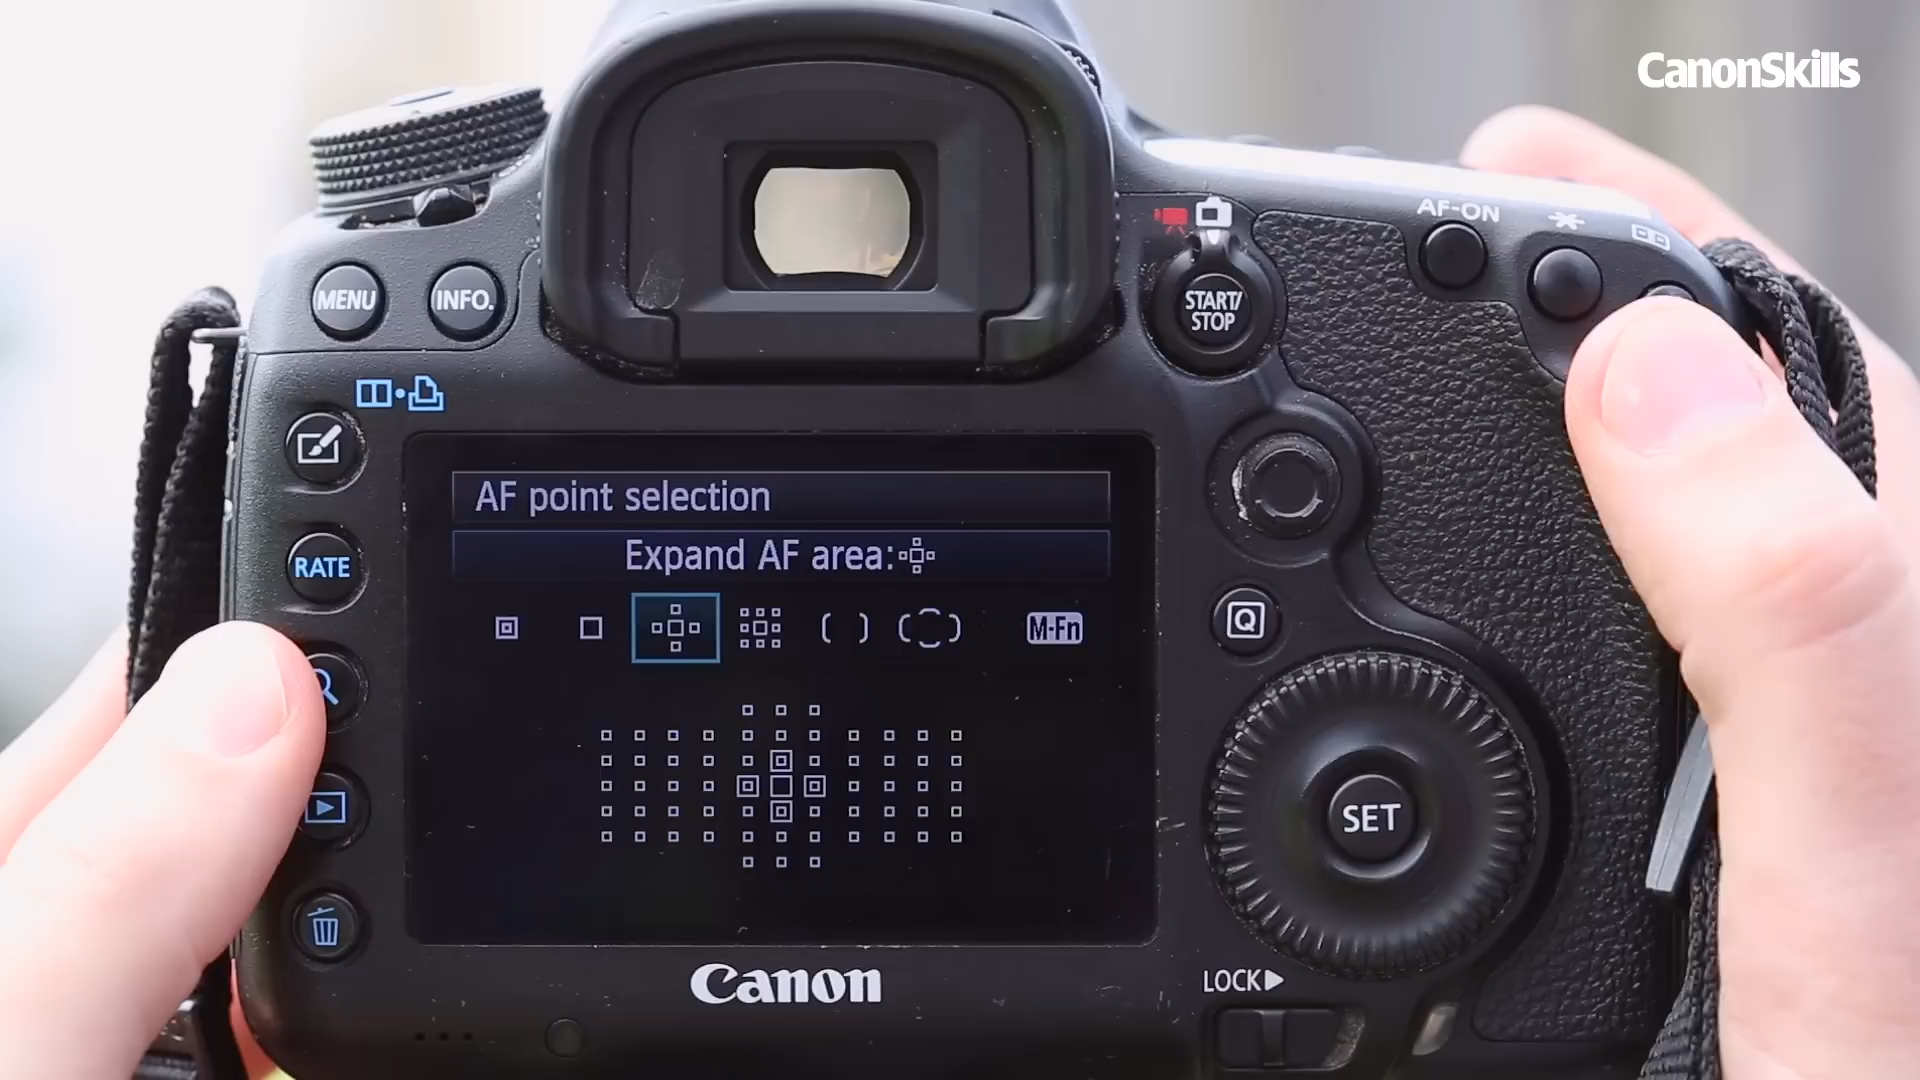 CanonSkills
AF-ON
MENU
INFO.
START/
STOP
AF point selection
Expand AF area:
RATE
M-Fn
Q
SET
Canon
LOCK